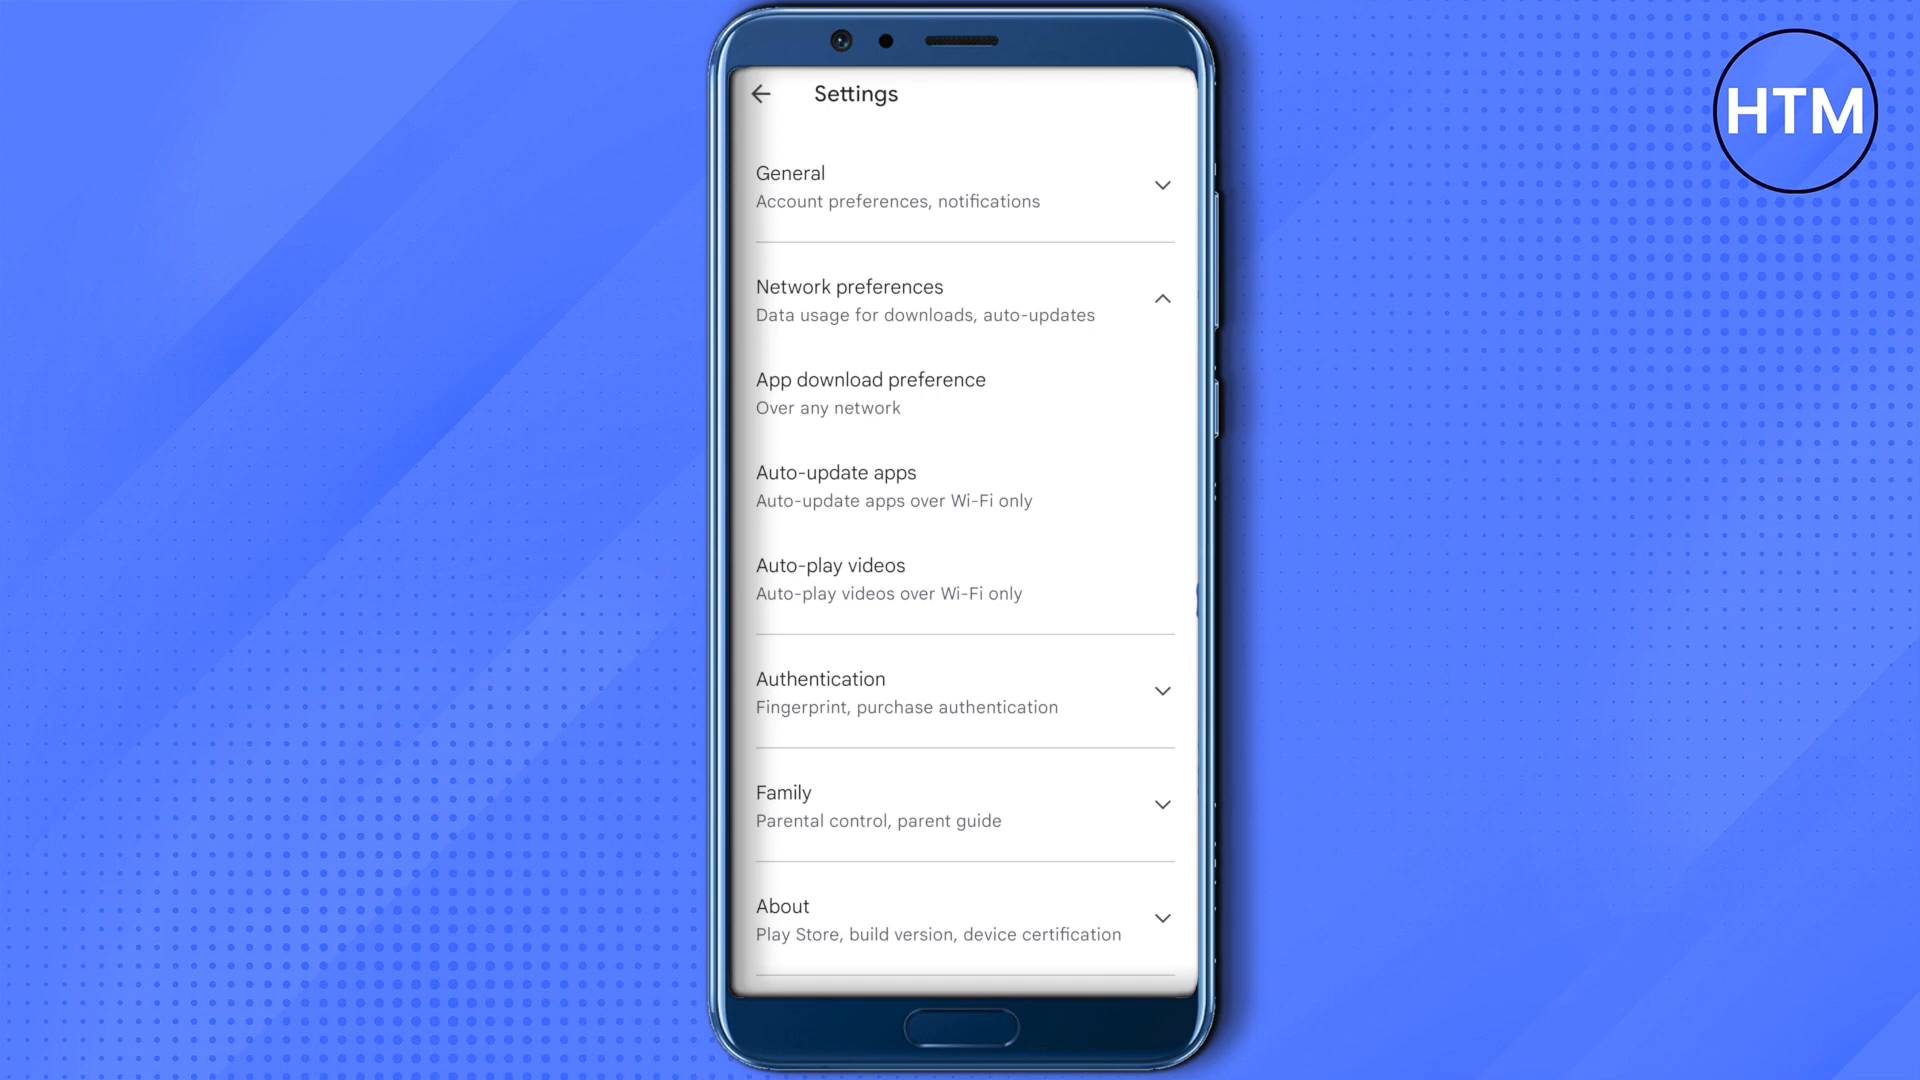 HTM
Settings
General
Account preferences, notifications
Network preferences
Data usage for downloads, auto-updates
App download preference
Over any network
Auto-update apps
Auto-update apps over Wi-Fi only
Auto-play videos
Auto-play videos over Wi-Fi only
Authentication
Fingerprint, purchase authentication
Family
Parental control, parent guide
About
Play Store, build version, device certification